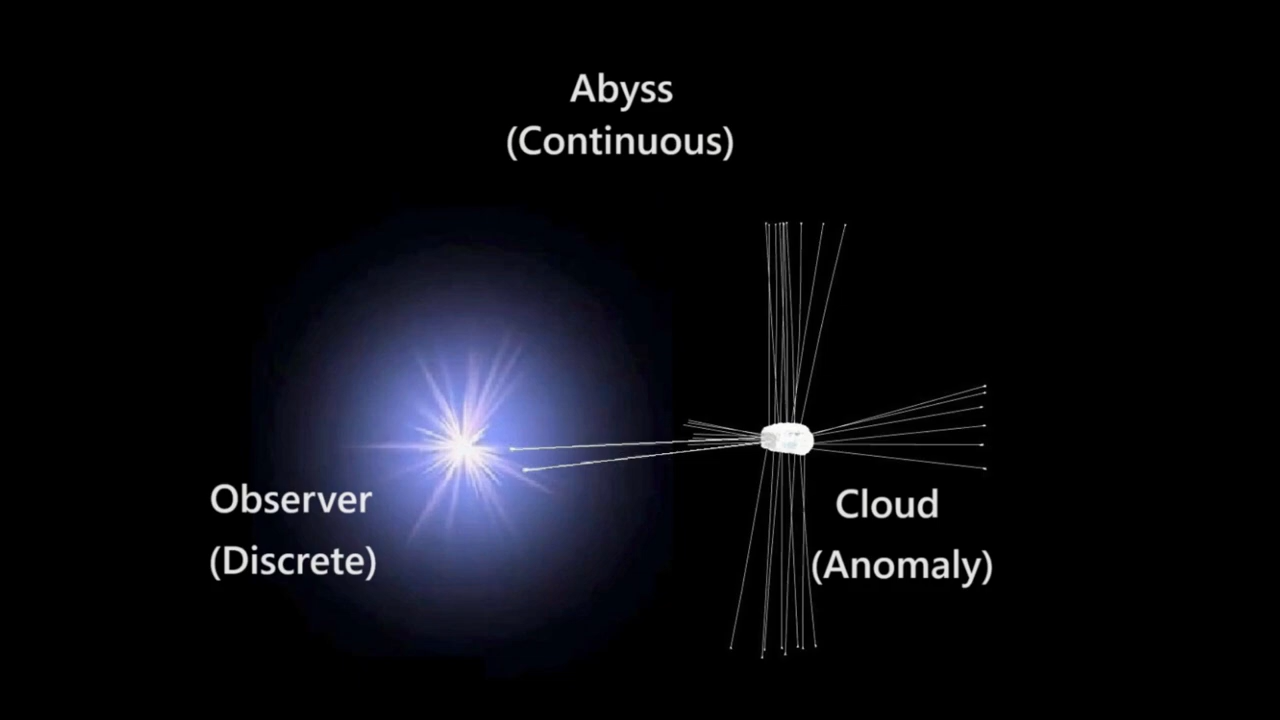 Abyss
(Continuous)
Observer
(Discrete)
Cloud
(Anomaly)